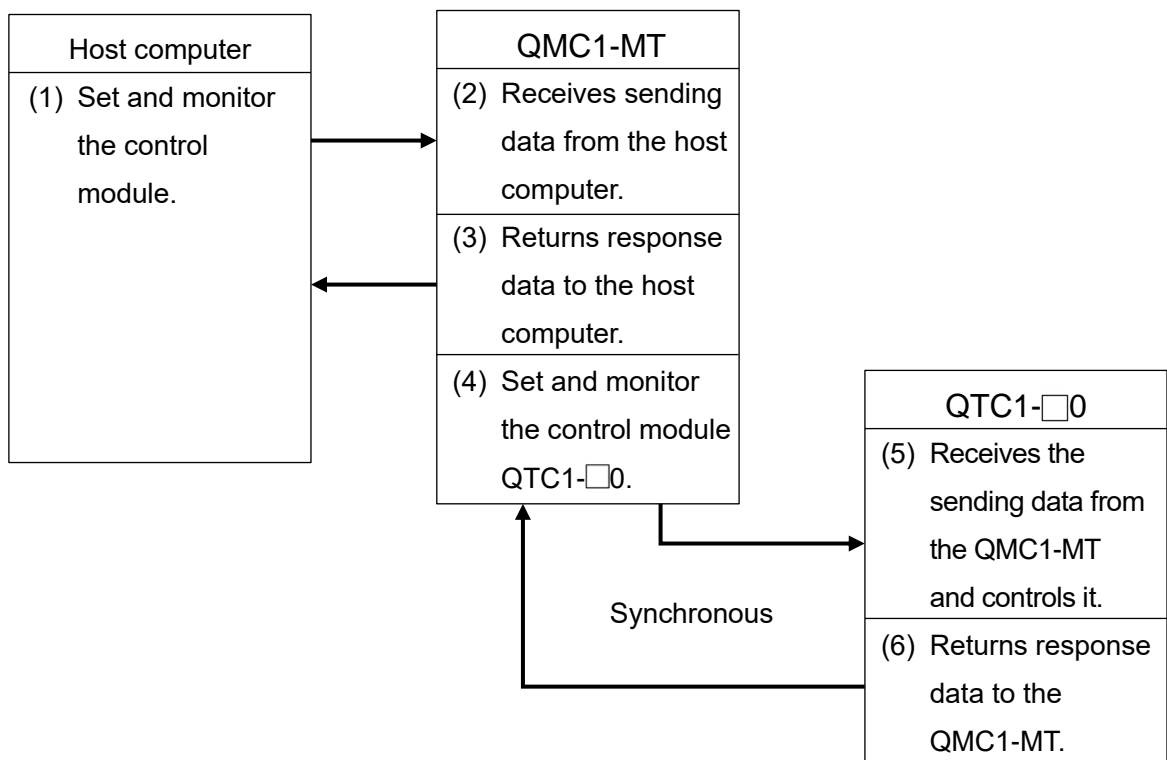 Host computer
(1) Set and monitor
the control
module.
QMC1-MT
(2) Receives sending
data from the host
computer.
(3) Returns response
data to the host
computer.
(4) Set and monitor
the control module
QTC1-□0.
QTC1-□0
(5) Receives the
sending data from
the QMC1-MT
and controls it.
(6) Returns response
data to the
QMC1-MT.
Synchronous